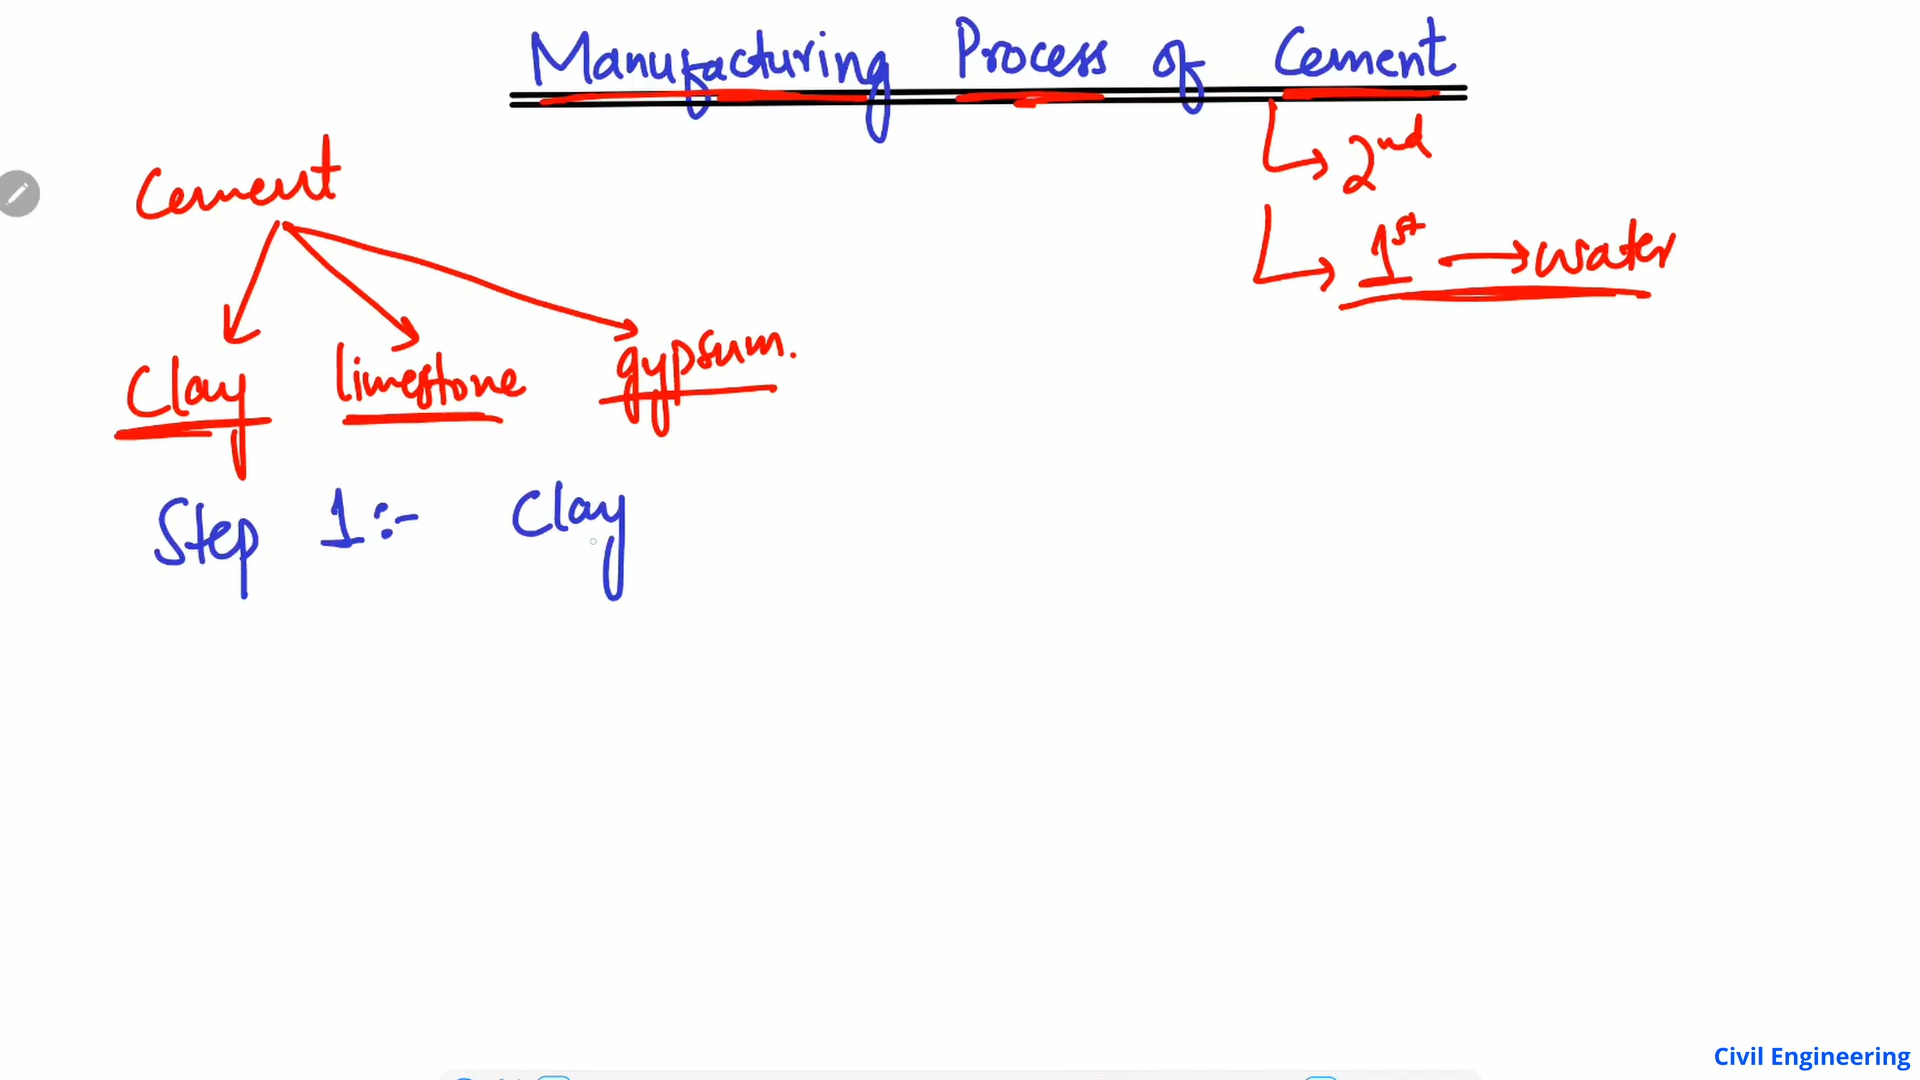 Manufacturing Process of Cement
2nd
Cement
1st → water
Clay limestone gypsum.
Step 1:- Clay
Civil Engineering